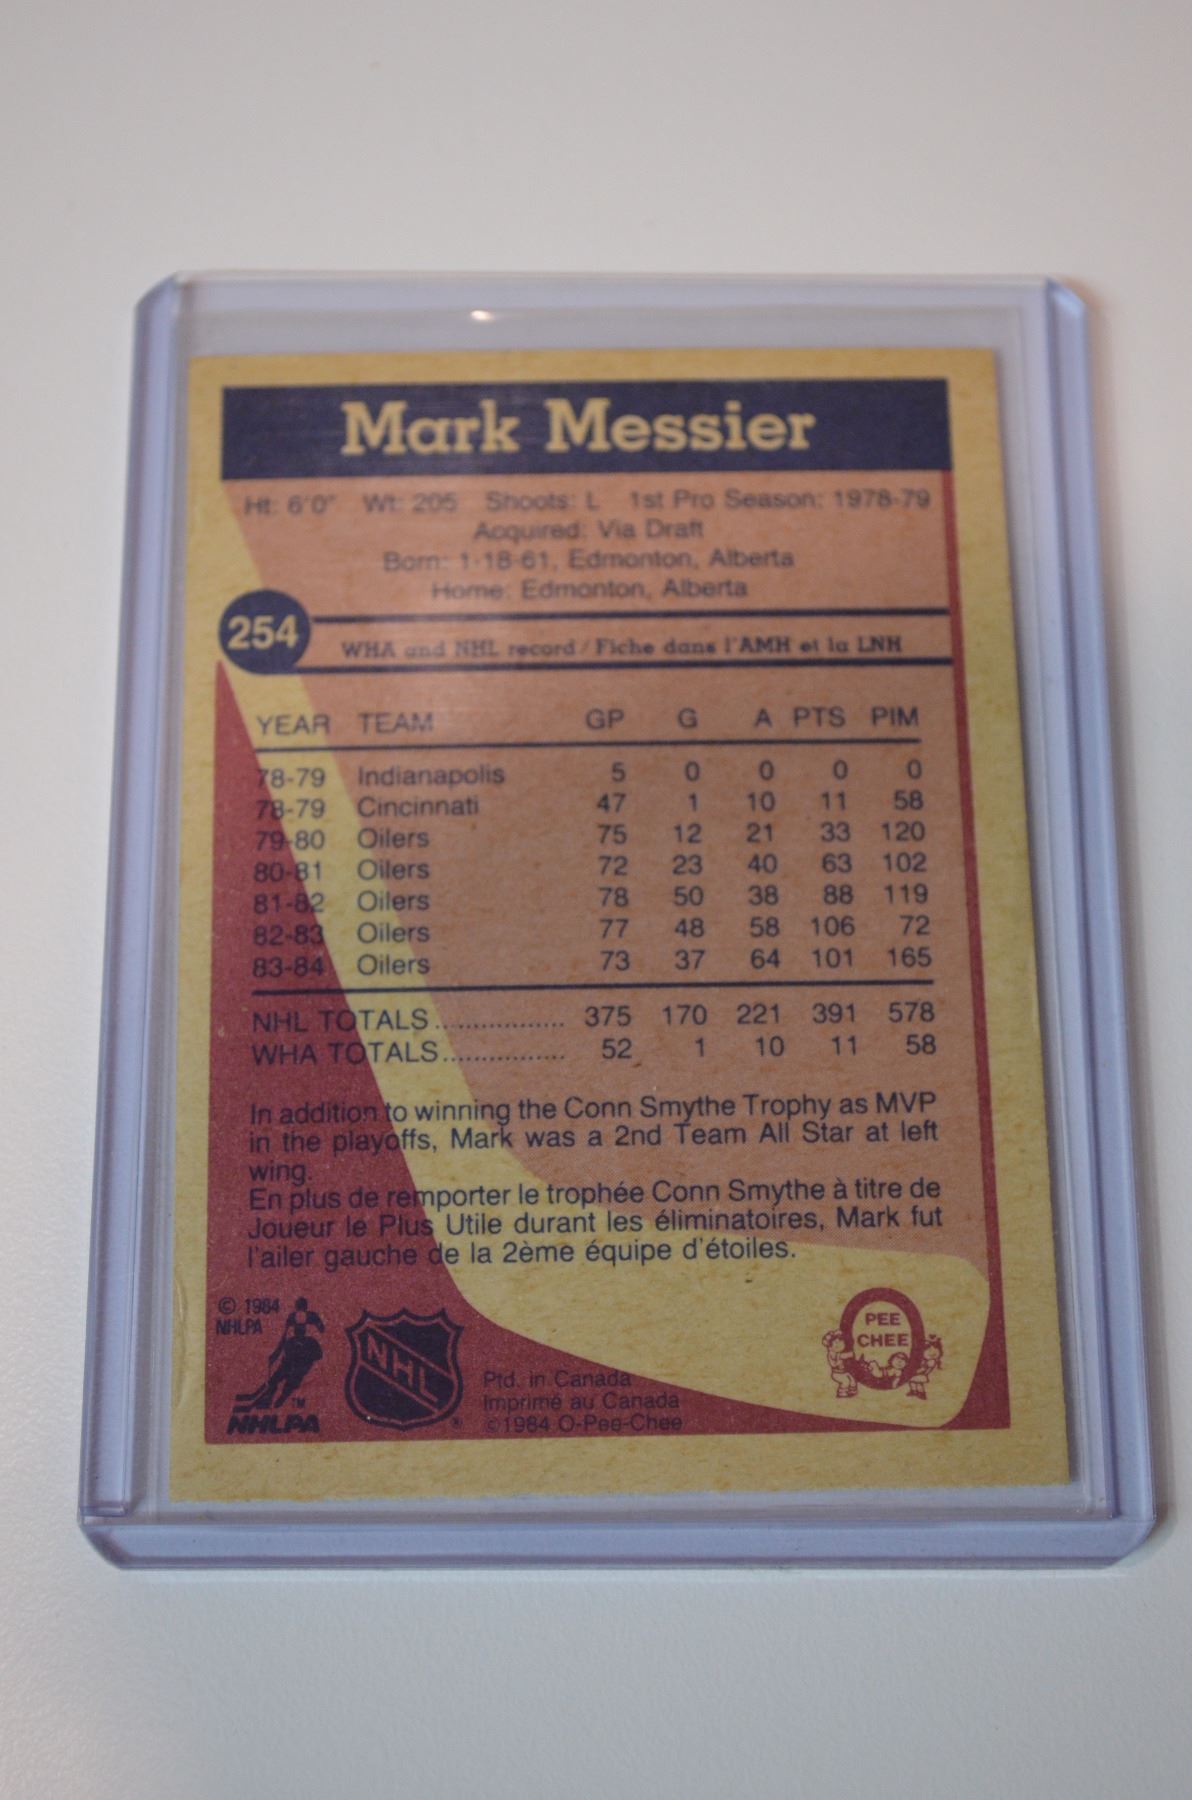 Mark Messier
Ht: 6'0" Wt: 205 Shoots: L 1st Pro Season: 1978-79
Acquired: Via Draft
Born: 1-18-61, Edmonton, Alberta
Home: Edmonton, Alberta
254
WHA and NHL record / Fiche dans l'AMH et la LNH
YEAR TEAM GP G A PTS PIM
78-79 Indianapolis 5 0 0 0 0
78-79 Cincinnati 47 1 10 11 58
79-80 Oilers 75 12 21 33 120
80-81 Oilers 72 23 40 63 102
81-82 Oilers 78 50 38 88 119
82-83 Oilers 77 48 58 106 72
83-84 Oilers 73 37 64 101 165
NHL TOTALS................. 375 170 221 391 578
WHA TOTALS................ 52 1 10 11 58
In addition to winning the Conn Smythe Trophy as MVP
in the playoffs, Mark was a 2nd Team All Star at left
wing.
En plus de remporter le trophée Conn Smythe à titre de
Joueur le Plus Utile durant les éliminatoires, Mark fut
l'ailer gauche de la 2ème équipe d'étoiles.
© 1984
NHLPA
TM
NHLPA
NHL
®
Ptd. in Canada
Imprimé au Canada
©1984 O-Pee-Chee
PEE
CHEE